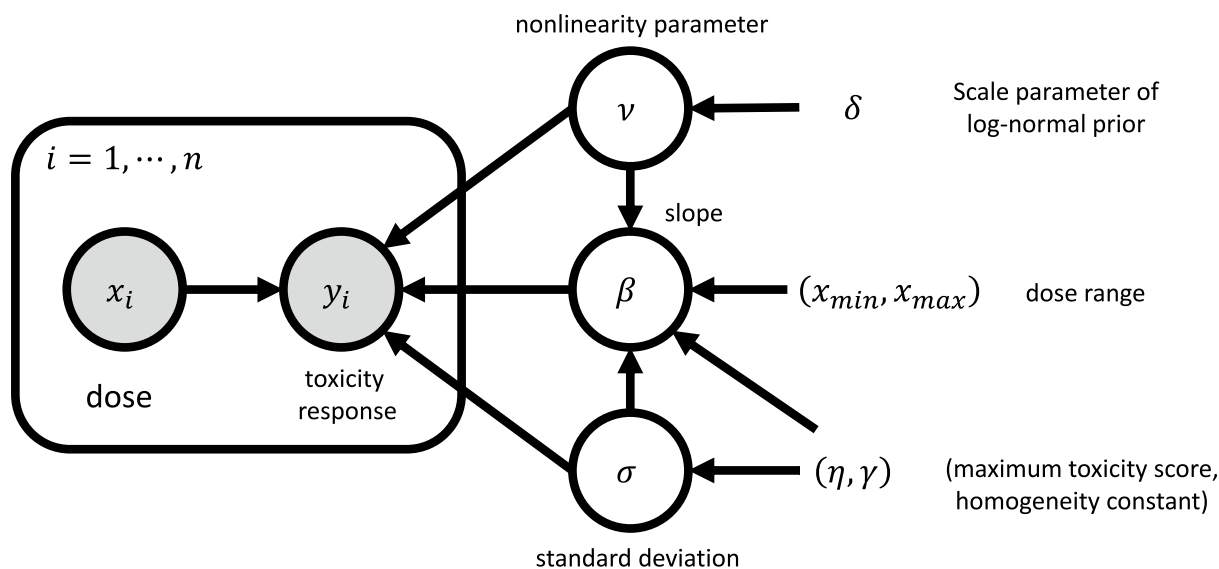 nonlinearity parameter
ν
δ
Scale parameter of
log-normal prior
i = 1, ⋯ , n
slope
x_i
y_i
β
(x_min, x_max)
dose range
dose
toxicity
response
σ
(η, γ)
(maximum toxicity score,
homogeneity constant)
standard deviation